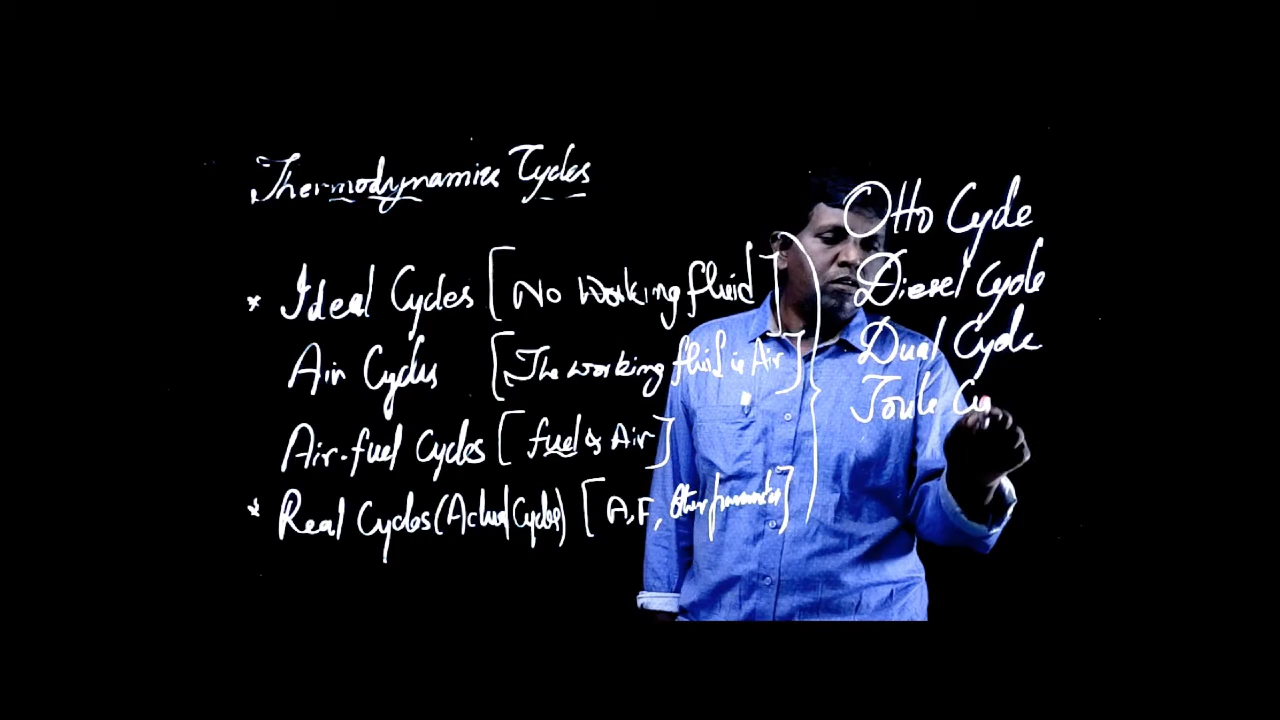 Thermodynamics Cycles
* Ideal Cycles [No working fluid]
Air Cycles [The working fluid is Air]
Air-fuel Cycles [fuel & Air]
* Real Cycles (Actual Cycles) [A, F, Other parameters]
Otto Cycle
Diesel Cycle
Dual Cycle
Joule Cy